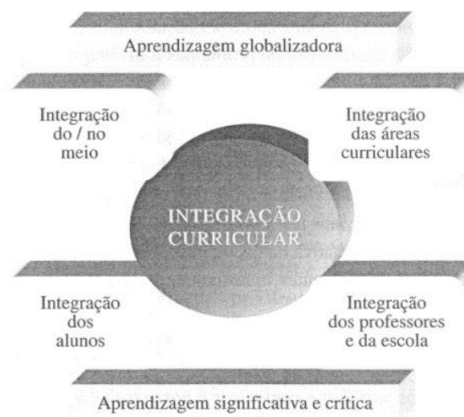 Aprendizagem globalizadora
Integração
do / no
meio
Integração
das áreas
curriculares
INTEGRAÇÃO
CURRICULAR
Integração
dos
alunos
Integração
dos professores
e da escola
Aprendizagem significativa e crítica